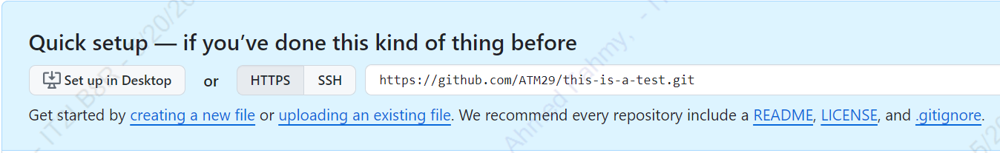 Quick setup — if you’ve done this kind of thing before
Set up in Desktop or HTTPS SSH https://github.com/ATM29/this-is-a-test.git
Get started by creating a new file or uploading an existing file. We recommend every repository include a README, LICENSE, and .gitignore.